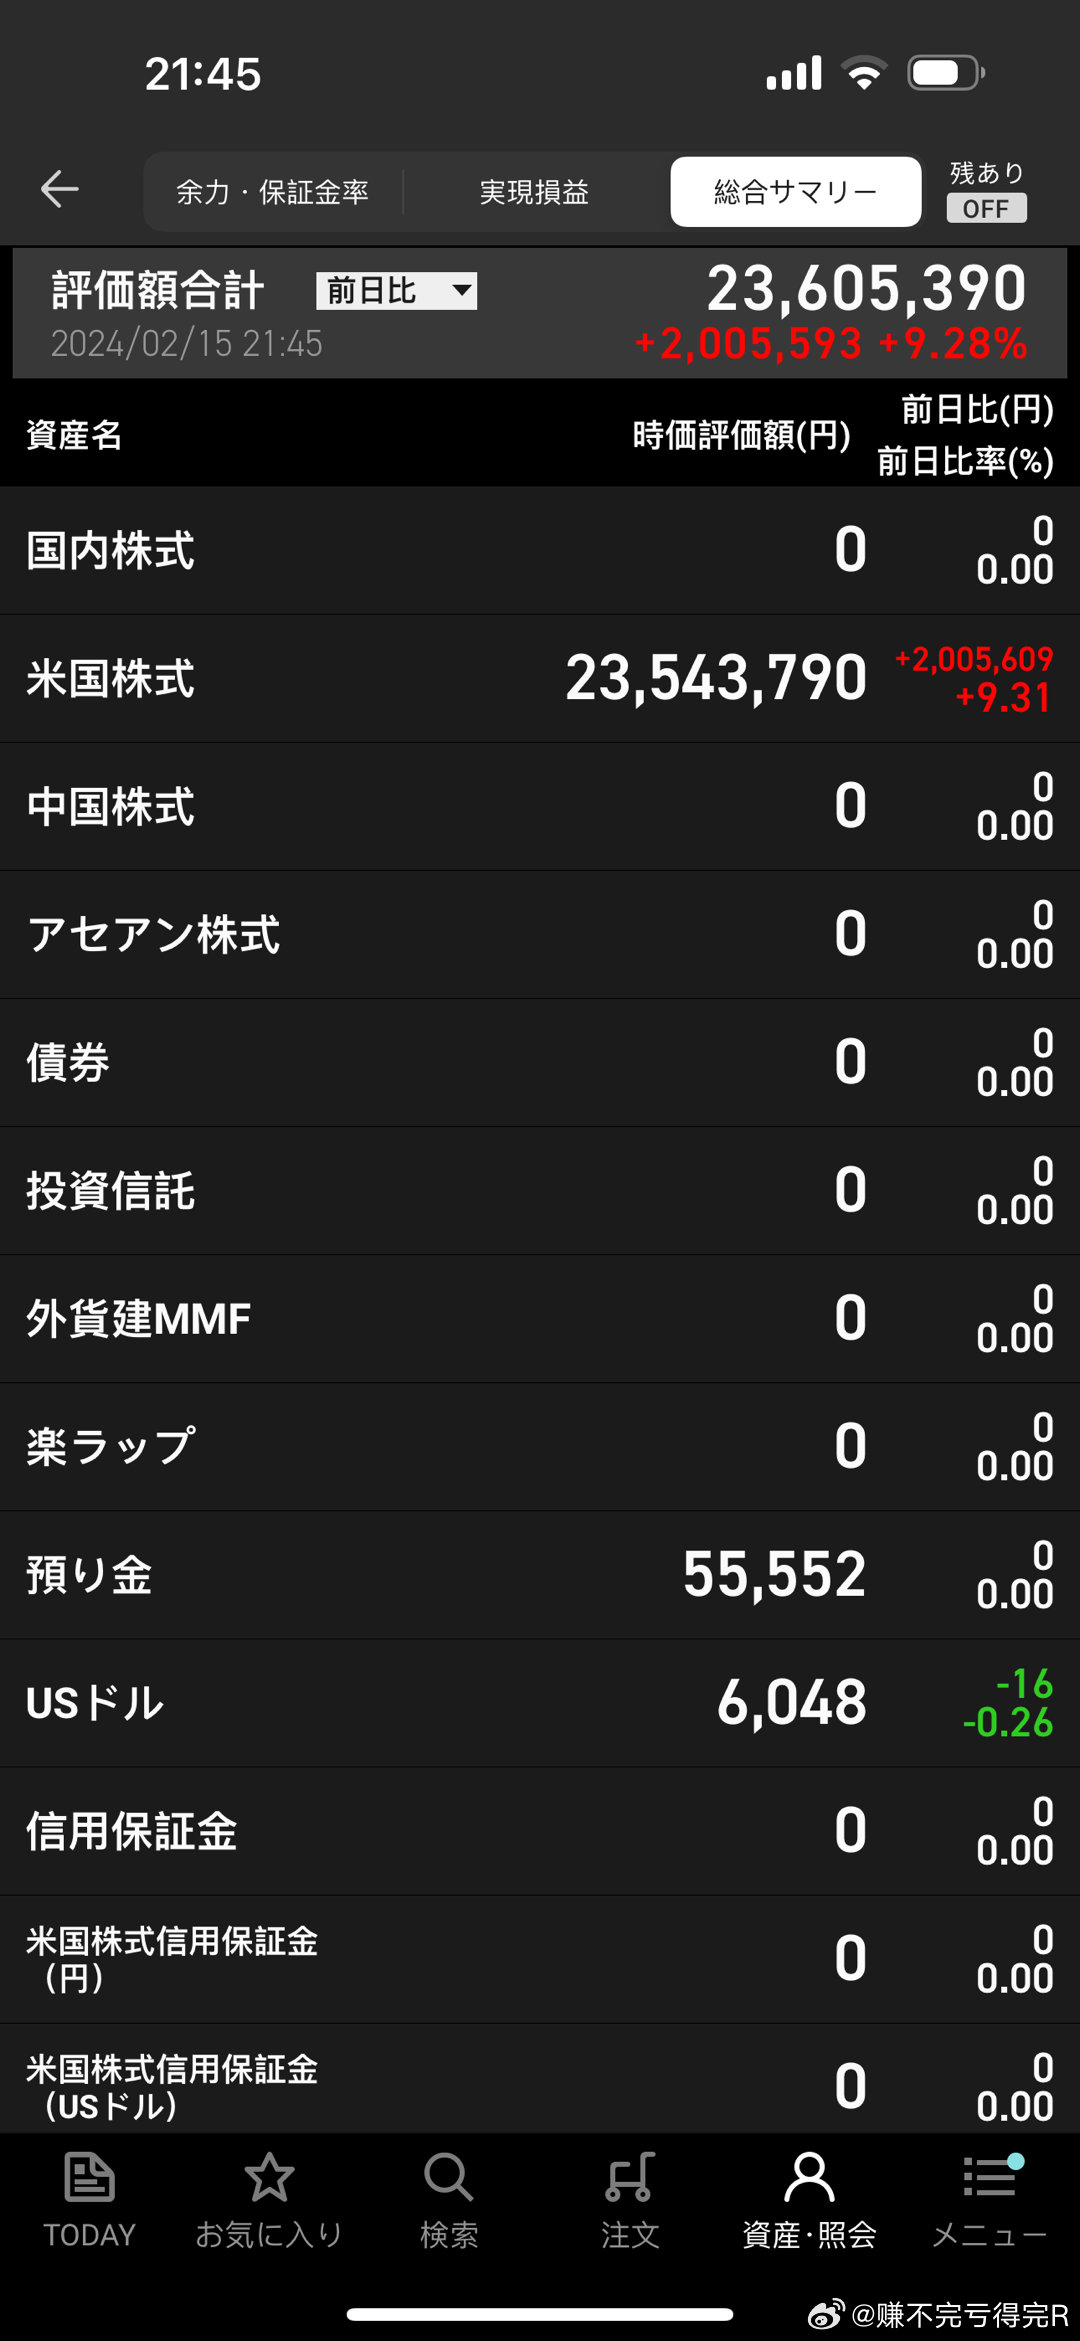 21:45
余力・保証金率 実現損益 総合サマリー 残あり
OFF
評価額合計 前日比 23,605,390
2024/02/15 21:45 +2,005,593 +9.28%
資産名 時価評価額(円) 前日比(円)
前日比率(%)
国内株式 0 0
0.00
米国株式 23,543,790 +2,005,609
+9.31
中国株式 0 0
0.00
アセアン株式 0 0
0.00
債券 0 0
0.00
投資信託 0 0
0.00
外貨建MMF 0 0
0.00
楽ラップ 0 0
0.00
預り金 55,552 0
0.00
USドル 6,048 -16
-0.26
信用保証金 0 0
0.00
米国株式信用保証金
（円） 0 0
0.00
米国株式信用保証金
（USドル） 0 0
0.00
TODAY お気に入り 検索 注文 資産・照会 メニュー
@赚不完亏得完R